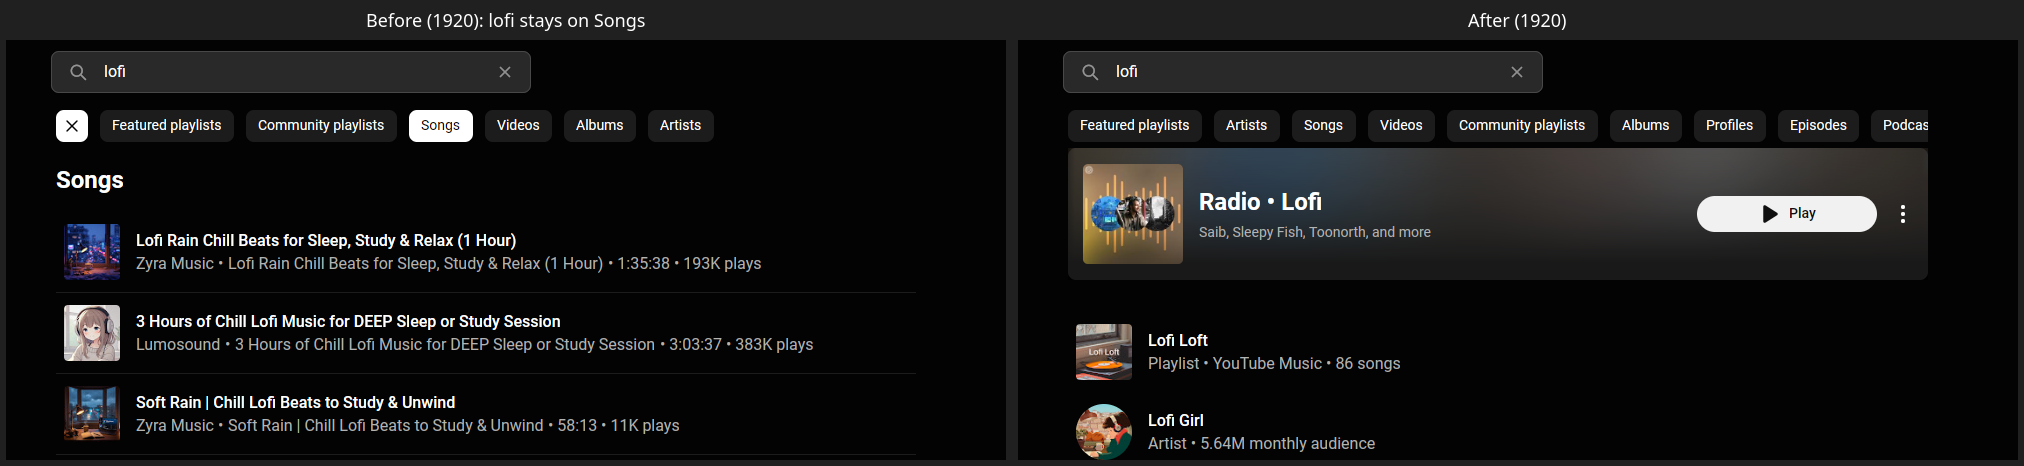 Before (1920): lofi stays on Songs
lofi
Featured playlists Community playlists Songs Videos Albums Artists
Songs
Lofi Rain Chill Beats for Sleep, Study & Relax (1 Hour)
Zyra Music • Lofi Rain Chill Beats for Sleep, Study & Relax (1 Hour) • 1:35:38 • 193K plays
3 Hours of Chill Lofi Music for DEEP Sleep or Study Session
Lumosound • 3 Hours of Chill Lofi Music for DEEP Sleep or Study Session • 3:03:37 • 383K plays
Soft Rain | Chill Lofi Beats to Study & Unwind
Zyra Music • Soft Rain | Chill Lofi Beats to Study & Unwind • 58:13 • 11K plays
After (1920)
lofi
Featured playlists Artists Songs Videos Community playlists Albums Profiles Episodes Podcas
Radio • Lofi
Saib, Sleepy Fish, Toonorth, and more
Play
Lofi Loft
Lofi Loft
Playlist • YouTube Music • 86 songs
Lofi Girl
Artist • 5.64M monthly audience